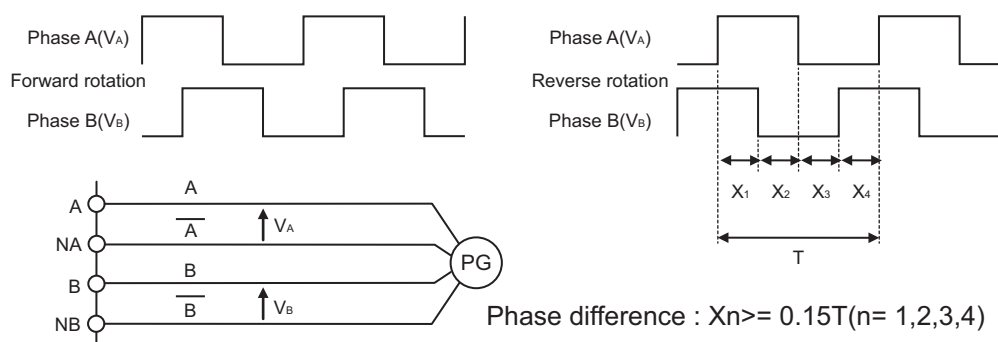 Phase A(VA)
Forward rotation
Phase B(VB)
Phase A(VA)
Reverse rotation
Phase B(VB)
X1 X2 X3 X4
T
A A
A VA
NA
PG
B B
B VB
NB
Phase difference : Xn>= 0.15T(n= 1,2,3,4)